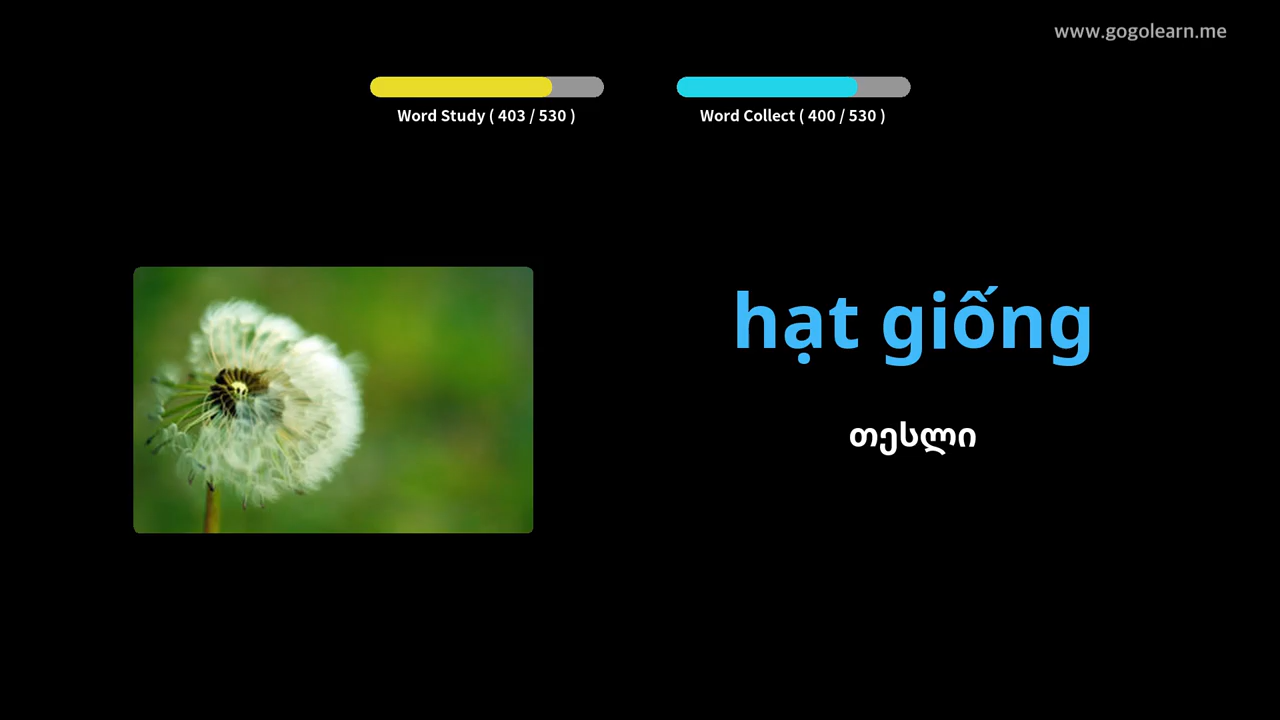 www.gogolearn.me
Word Study ( 403 / 530 )
Word Collect ( 400 / 530 )
hạt giống
თესლი